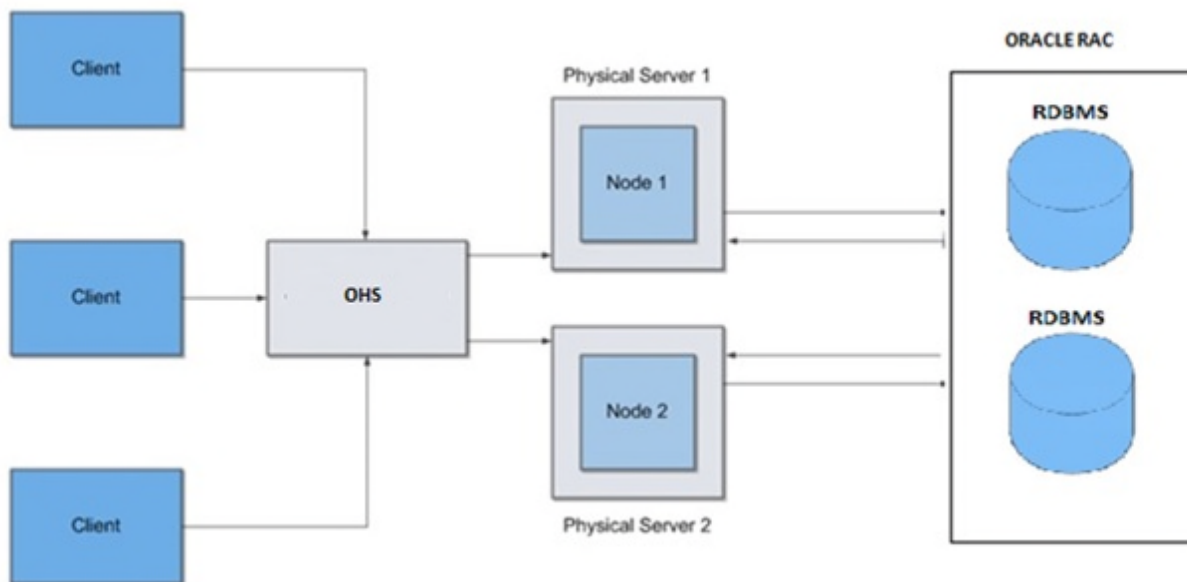 Client
Client
Client
OHS
Physical Server 1
Node 1
Node 2
Physical Server 2
ORACLE RAC
RDBMS
RDBMS